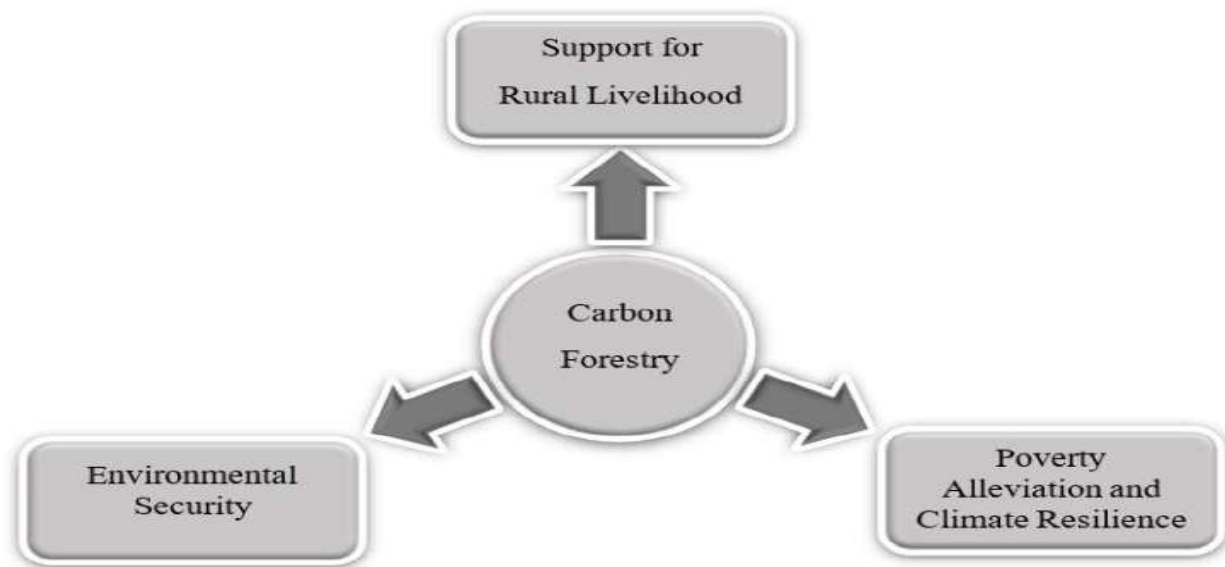 Support for
Rural Livelihood
Carbon
Forestry
Environmental
Security
Poverty
Alleviation and
Climate Resilience